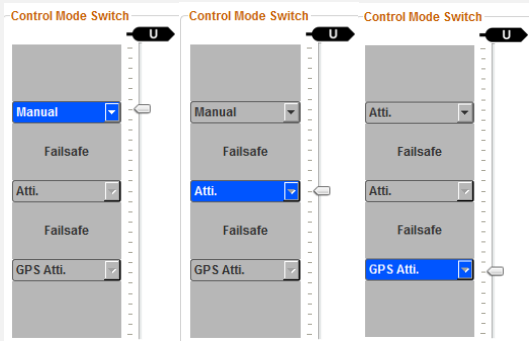 Control Mode Switch
U
Manual
Failsafe
Atti.
Failsafe
GPS Atti.
Control Mode Switch
U
Manual
Failsafe
Atti.
Failsafe
GPS Atti.
Control Mode Switch
U
Atti.
Failsafe
Atti.
Failsafe
GPS Atti.